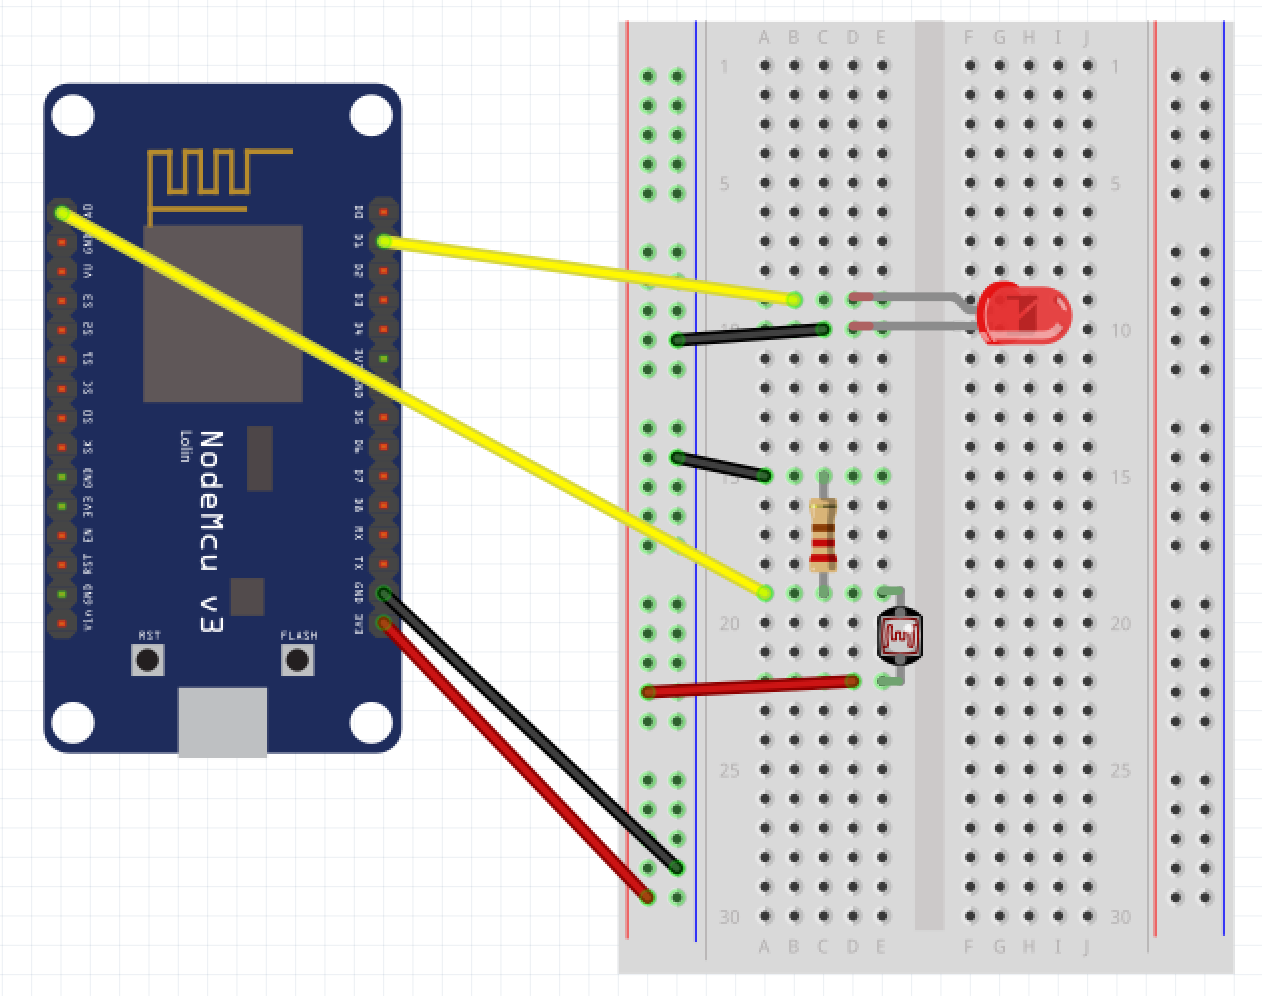 A B C D E F G H I J
1 1
5 5
10 10
15 15
20 20
25 25
30 30
A B C D E F G H I J
A0
GND
VU
S3
S2
S1
SC
S0
SK
GND
3V3
EN
RST
GND
Vin
D0
D1
D2
D3
D4
3V
GND
D5
D6
D7
D8
RX
TX
GND
3V3
Lolin
NodeMcu v3
RST
FLASH